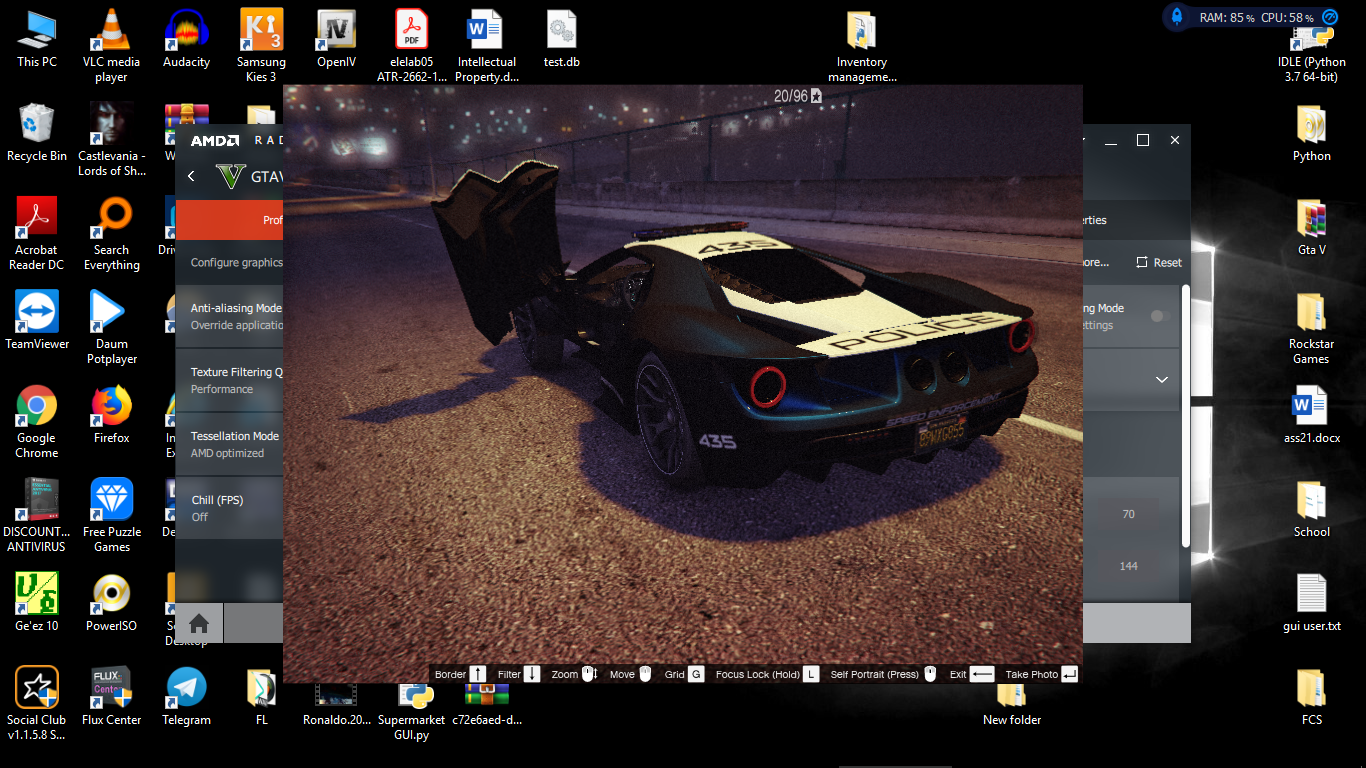 RAM: 85 % CPU: 58 %
This PC
VLC media
player
Audacity
Samsung
Kies 3
OpenIV
elelab05
ATR-2662-1...
Intellectual
Property.d...
test.db
Inventory
manageme...
IDLE (Python
3.7 64-bit)
Recycle Bin
Castlevania -
Lords of Sh...
Python
Acrobat
Reader DC
Search
Everything
Gta V
TeamViewer
Daum
Potplayer
Rockstar
Games
Google
Chrome
Firefox
ass21.docx
DISCOUNT...
ANTIVIRUS
Free Puzzle
Games
School
Ge'ez 10
PowerISO
Desktop
gui user.txt
Social Club
v1.1.5.8 S...
FLUX
Center
Flux Center
Telegram
FL
Ronaldo.20...
Supermarket
GUI.py
c72e6aed-d...
New folder
FCS
AMD RAD
GTAV
Prof
erties
Configure graphics
ore...
Reset
Anti-aliasing Mode
Override applicatio
ng Mode
ettings
Texture Filtering Q
Performance
Tessellation Mode
AMD optimized
Chill (FPS)
Off
70
144
20/96
435
POLICE
SPEED ENFORCEMENT
435
Border
Filter
Zoom
Move
Grid G
Focus Lock (Hold) L
Self Portrait (Press)
Exit
Take Photo